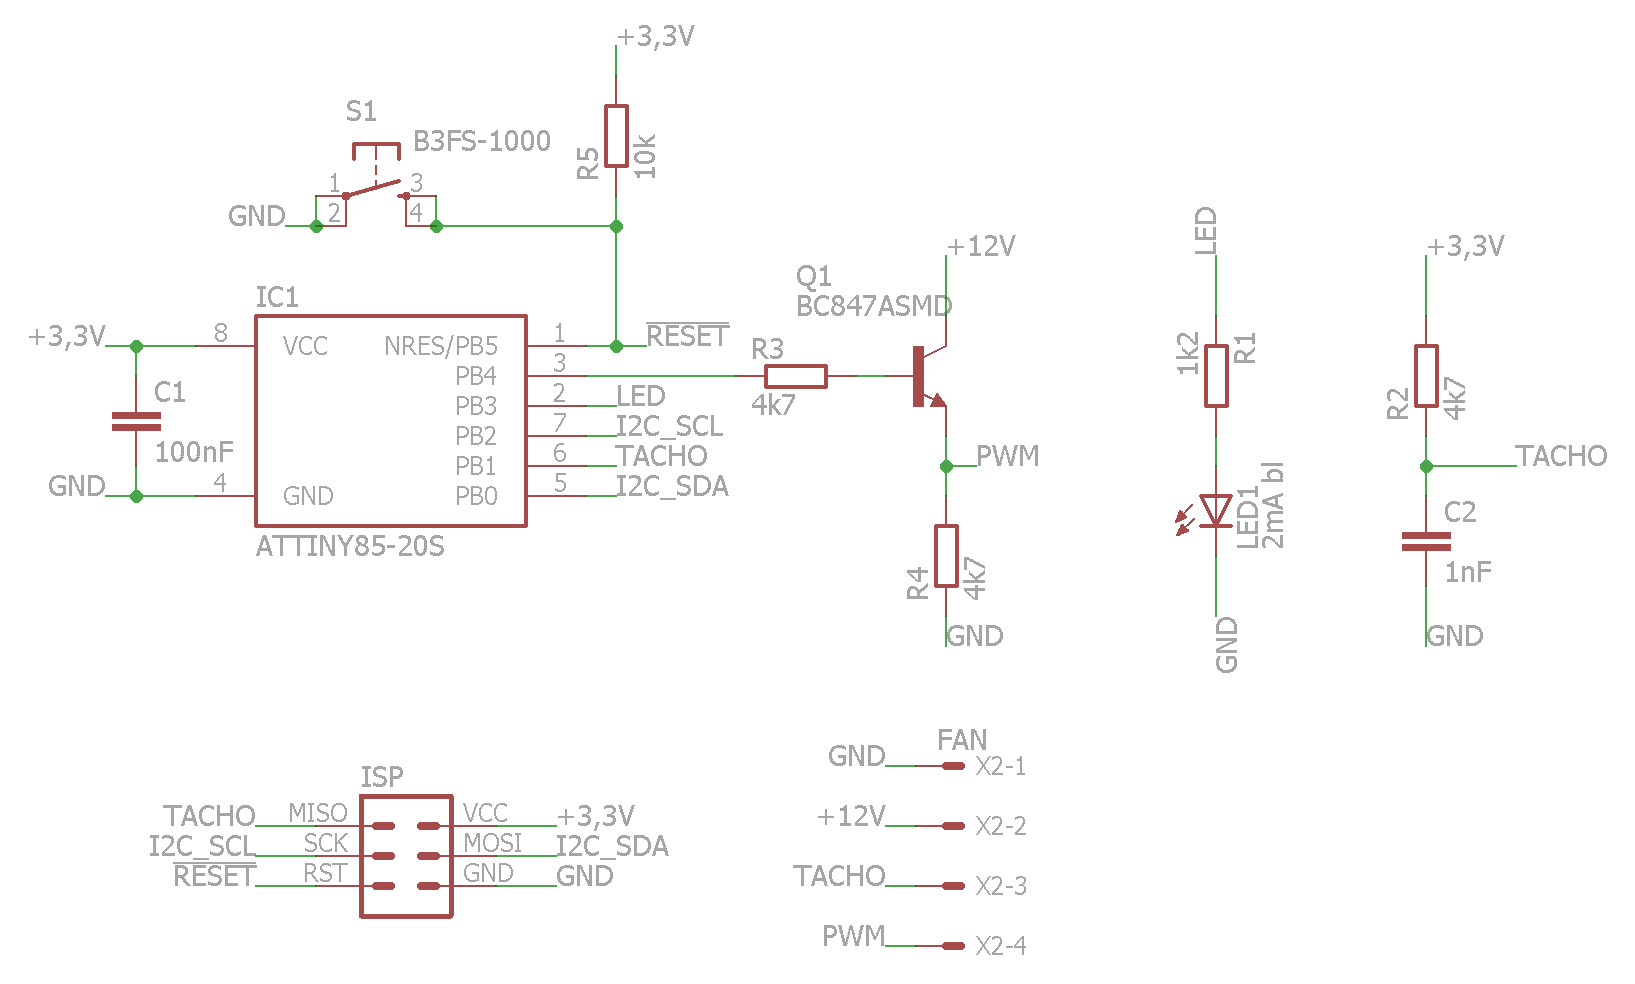 +3,3V
S1
B3FS-1000
R5
10k
1
3
2
4
GND
IC1
+3,3V
8
VCC
NRES/PB5
1
RESET
PB4
3
PB3
2
LED
PB2
7
I2C_SCL
PB1
6
TACHO
PB0
5
I2C_SDA
C1
100nF
GND
4
GND
ATTINY85-20S
R3
4k7
Q1
BC847ASMD
+12V
PWM
R4
4k7
GND
LED
1k2
R1
LED1
2mA bl
GND
+3,3V
R2
4k7
TACHO
C2
1nF
GND
ISP
TACHO
MISO
VCC
+3,3V
I2C_SCL
SCK
MOSI
I2C_SDA
RESET
RST
GND
GND
FAN
GND
X2-1
+12V
X2-2
TACHO
X2-3
PWM
X2-4